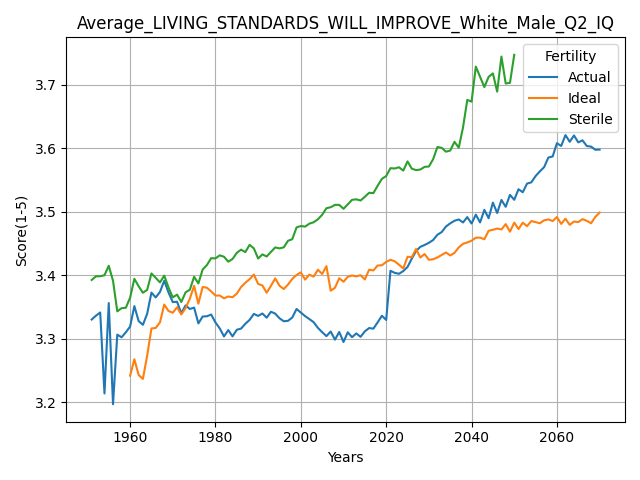 Average_LIVING_STANDARDS_WILL_IMPROVE_White_Male_Q2_IQ
Fertility
Actual
Ideal
Sterile
Score(1-5)
3.7
3.6
3.5
3.4
3.3
3.2
1960 1980 2000 2020 2040 2060
Years